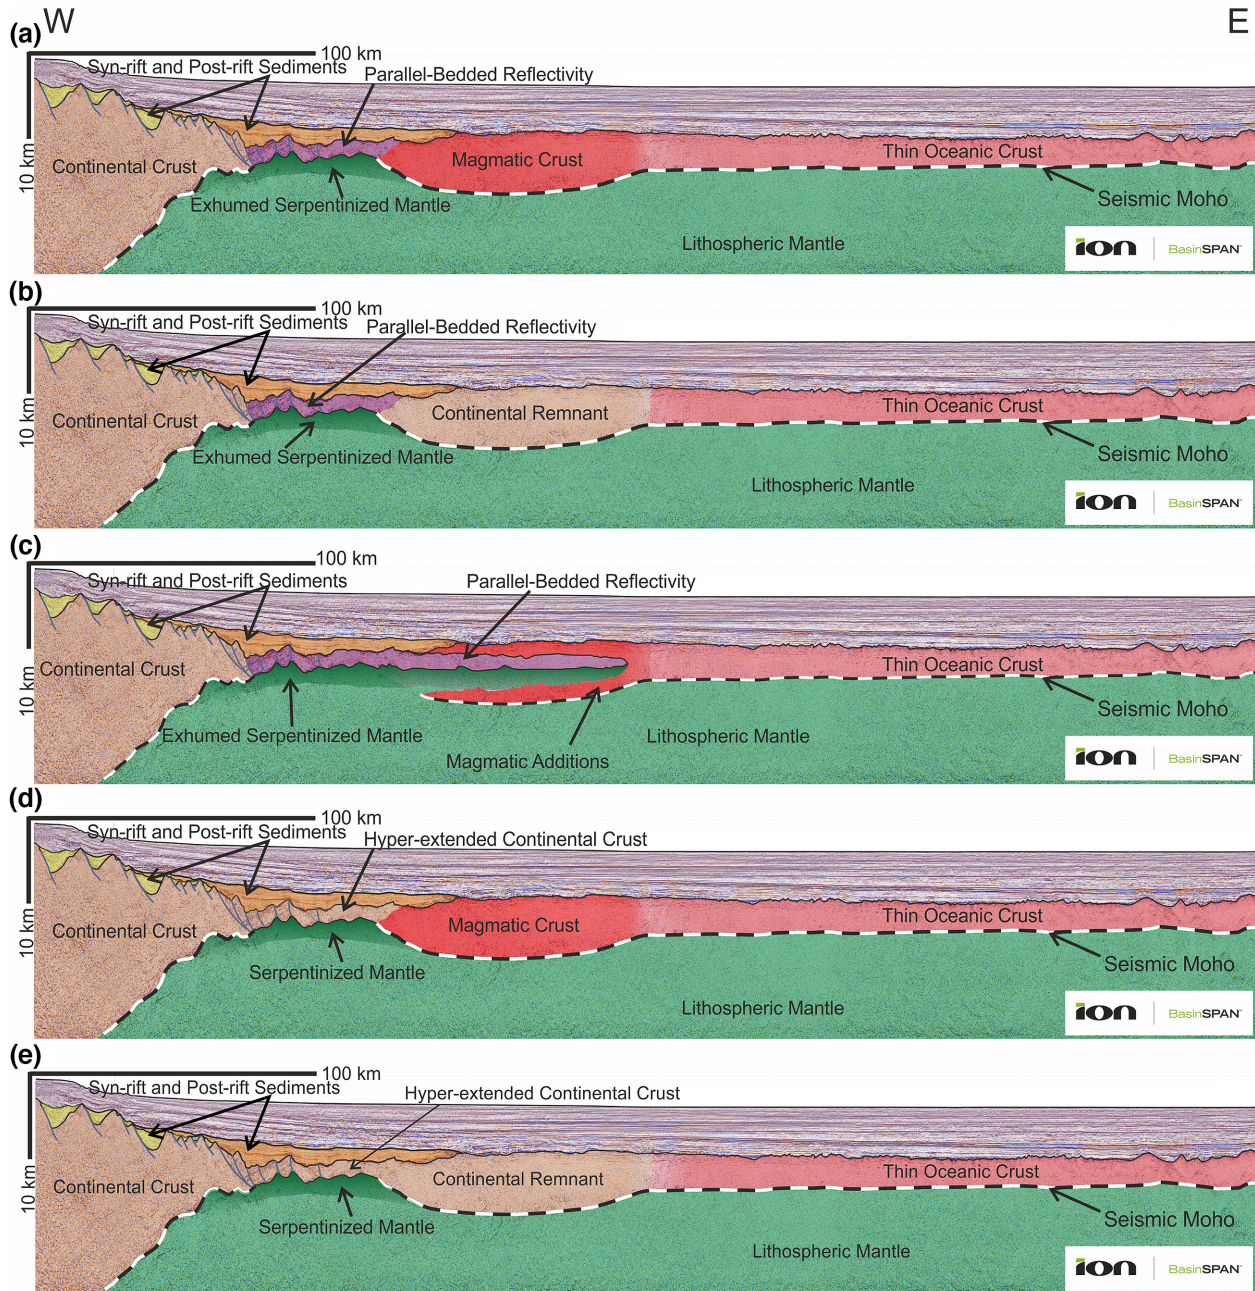 W E
(a)
100 km
Syn-rift and Post-rift Sediments
Parallel-Bedded Reflectivity
Continental Crust
Magmatic Crust
Thin Oceanic Crust
10 km
Exhumed Serpentinized Mantle
Seismic Moho
Lithospheric Mantle
ion | BasinSPAN™
(b)
100 km
Syn-rift and Post-rift Sediments
Parallel-Bedded Reflectivity
Continental Crust
Continental Remnant
Thin Oceanic Crust
10 km
Exhumed Serpentinized Mantle
Seismic Moho
Lithospheric Mantle
ion | BasinSPAN™
(c)
100 km
Syn-rift and Post-rift Sediments
Parallel-Bedded Reflectivity
Continental Crust
Thin Oceanic Crust
10 km
Exhumed Serpentinized Mantle
Seismic Moho
Lithospheric Mantle
Magmatic Additions
ion | BasinSPAN™
(d)
100 km
Syn-rift and Post-rift Sediments
Hyper-extended Continental Crust
Continental Crust
Magmatic Crust
Thin Oceanic Crust
10 km
Serpentinized Mantle
Seismic Moho
Lithospheric Mantle
ion | BasinSPAN™
(e)
100 km
Syn-rift and Post-rift Sediments
Hyper-extended Continental Crust
Continental Crust
Continental Remnant
Thin Oceanic Crust
10 km
Serpentinized Mantle
Seismic Moho
Lithospheric Mantle
ion | BasinSPAN™